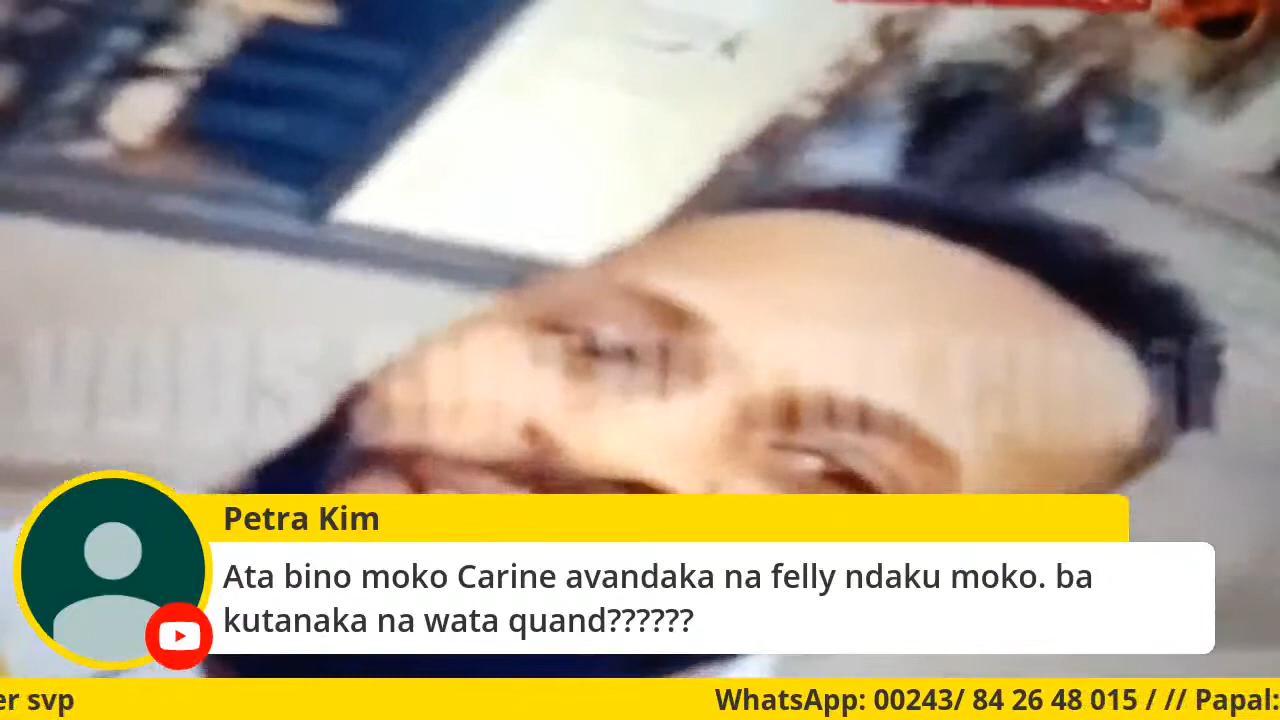 Petra Kim
Ata bino moko Carine avandaka na felly ndaku moko. ba
kutanaka na wata quand??????
er svp WhatsApp: 00243/ 84 26 48 015 / // Papal: